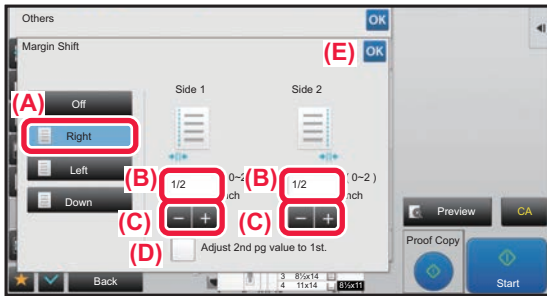 Others
OK
Margin Shift
(E)
OK
(A)
Off
Side 1
Side 2
Right
Left
(B)
1/2
0~2
(B)
1/2
0~2 )
nch
nch
Down
(C)
− +
(C)
− +
Preview
CA
(D)
Adjust 2nd pg value to 1st.
Proof Copy
Back
3 8½x14
4 11x14
8½x11
Start